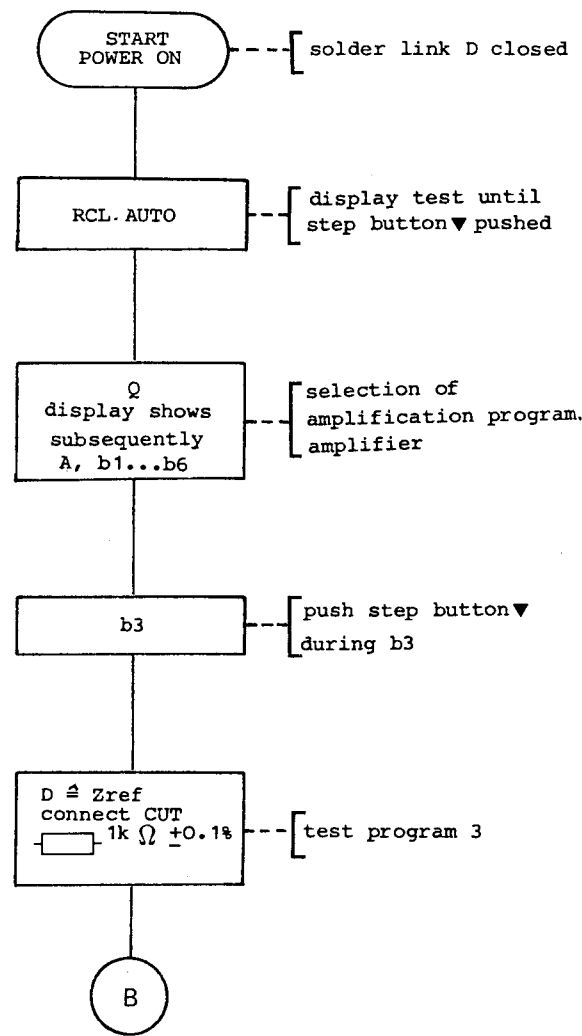 START
POWER ON
solder link D closed
RCL. AUTO
display test until
step button ▼ pushed
Q
display shows
subsequently
A, b1...b6
selection of
amplification program.
amplifier
b3
push step button ▼
during b3
D ≙ Zref
connect CUT
1k Ω ±0.1%
test program 3
B